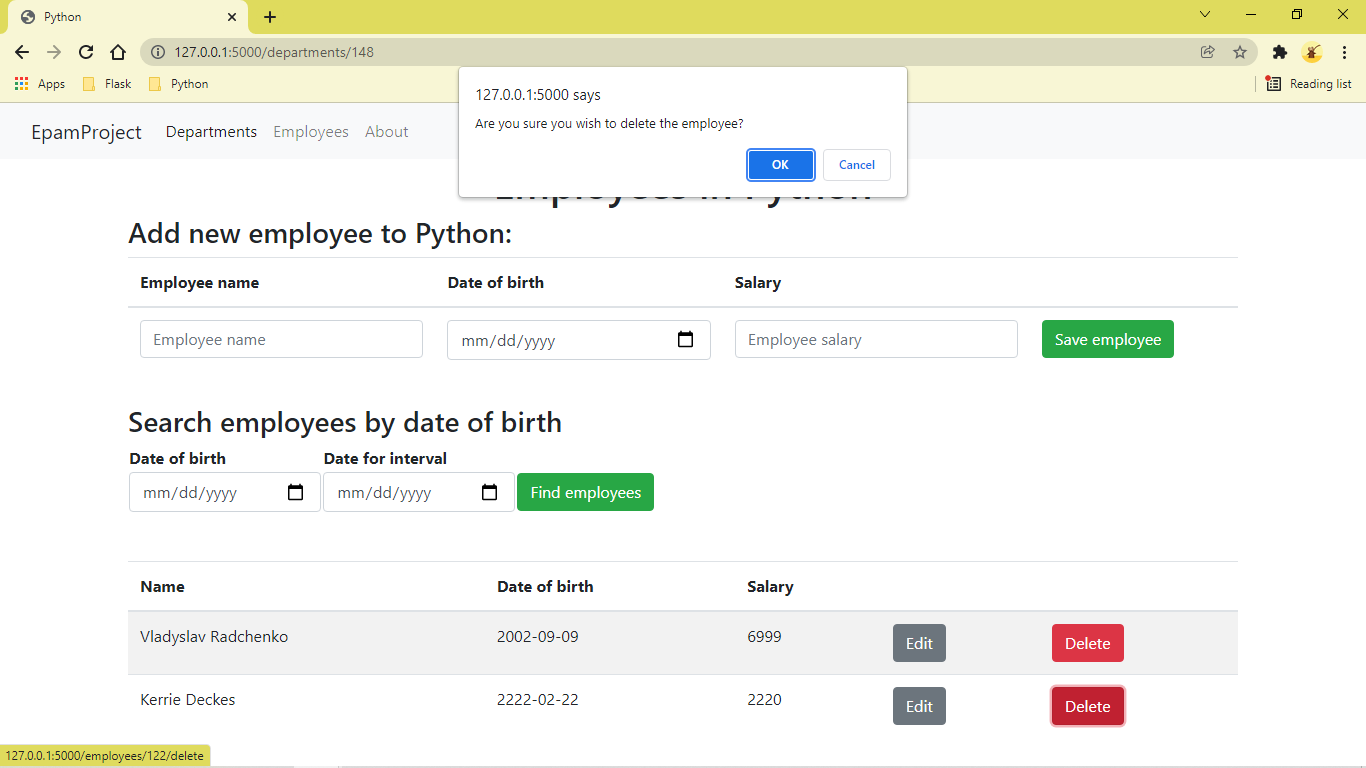 Python
127.0.0.1:5000/departments/148
Apps Flask Python Reading list
127.0.0.1:5000 says
Are you sure you wish to delete the employee?
OK Cancel
EpamProject Departments Employees About
Employees in Python
Add new employee to Python:
Employee name Date of birth Salary
Employee name mm/dd/yyyy Employee salary Save employee
Search employees by date of birth
Date of birth Date for interval
mm/dd/yyyy mm/dd/yyyy Find employees
Name Date of birth Salary
Vladyslav Radchenko 2002-09-09 6999 Edit Delete
Kerrie Deckes 2222-02-22 2220 Edit Delete
127.0.0.1:5000/employees/122/delete